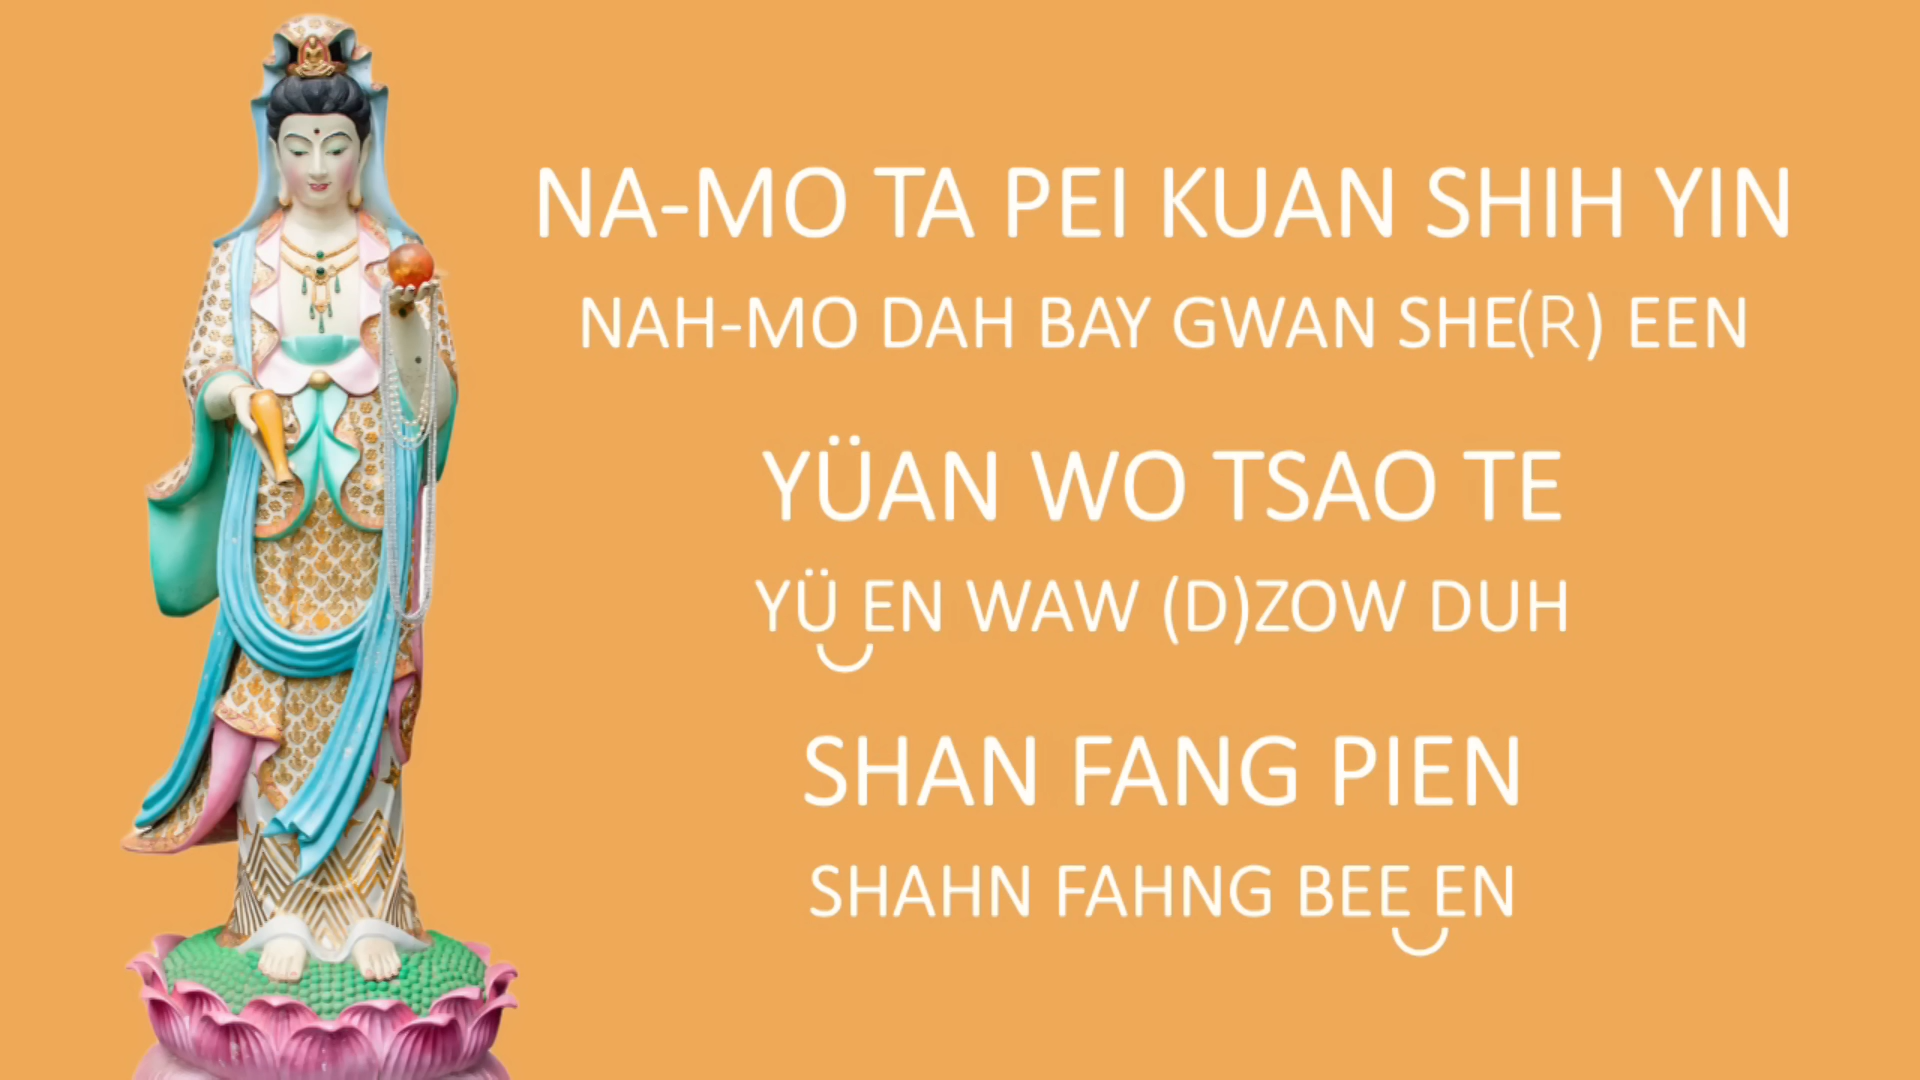 NA-MO TA PEI KUAN SHIH YIN
NAH-MO DAH BAY GWAN SHE(R) EEN
YÜAN WO TSAO TE
YÜ EN WAW (D)ZOW DUH
SHAN FANG PIEN
SHAHN FAHNG BEE EN